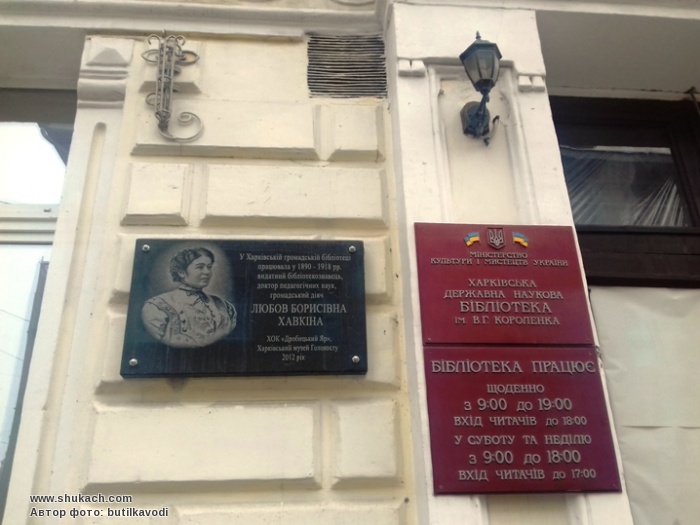 У Харківській громадській бібліотеці
працювала у 1890 - 1918 рр.
видатний бібліотекознавець,
доктор педагогічних наук,
громадський діяч
ЛЮБОВ БОРИСІВНА
ХАВКІНА
ХОК «Дробицький Яр»,
Харківський музей Голокосту
2012 рік
МІНІСТЕРСТВО
КУЛЬТУРИ І МИСТЕЦТВ УКРАЇНИ
ХАРКІВСЬКА
ДЕРЖАВНА НАУКОВА
БІБЛІОТЕКА
ІМ. В.Г. КОРОЛЕНКА
БІБЛІОТЕКА ПРАЦЮЄ
ЩОДЕННО
З 9:00 ДО 19:00
ВХІД ЧИТАЧІВ ДО 18:00
У СУБОТУ ТА НЕДІЛЮ
З 9:00 ДО 18:00
ВХІД ЧИТАЧІВ ДО 17:00
www.shukach.com
Автор фото: butilkavodi